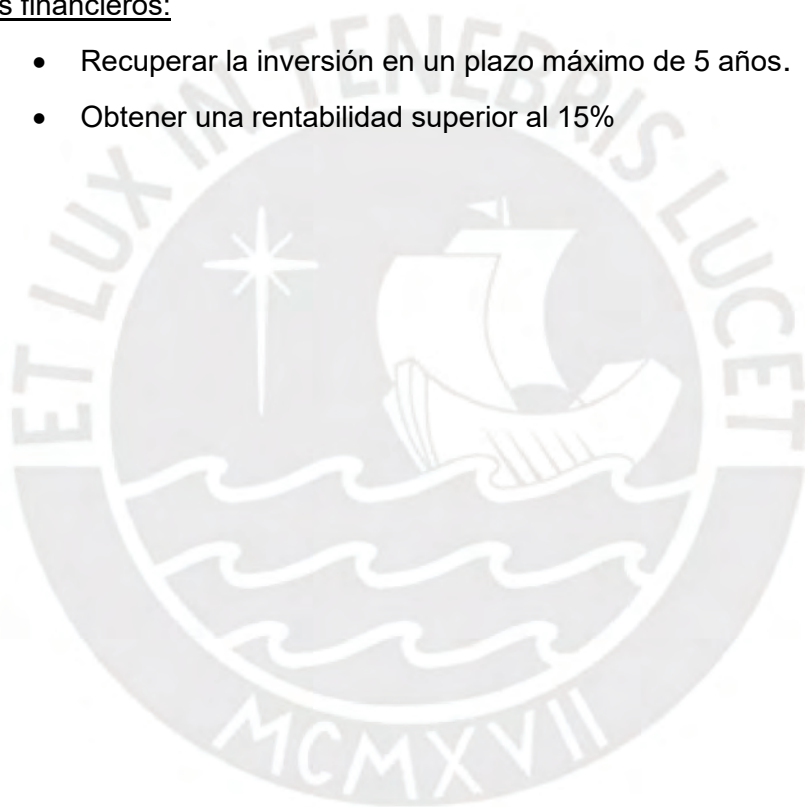 s financieros:
• Recuperar la inversión en un plazo máximo de 5 años.
• Obtener una rentabilidad superior al 15%
ET LUX IN TENEBRIS LUCET
MCMXVII